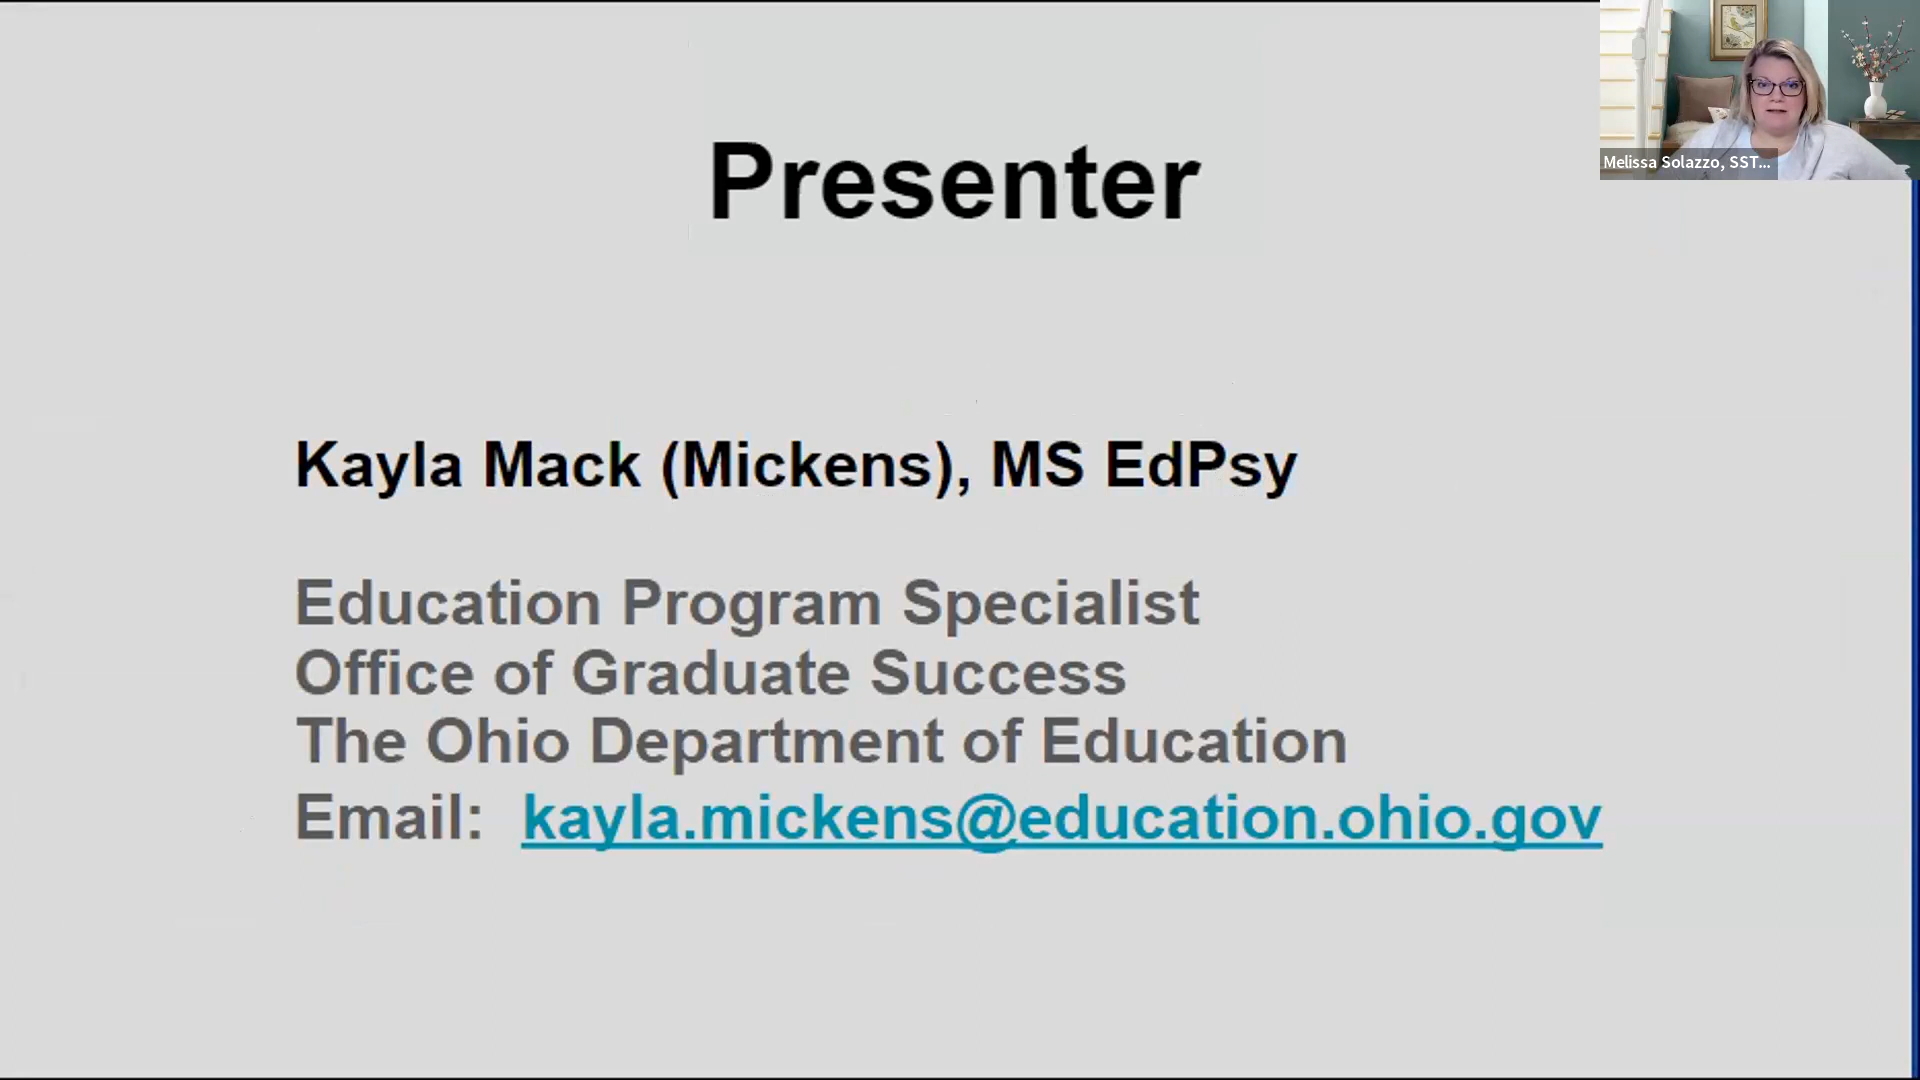 Presenter
Melissa Solazzo, SST...
Kayla Mack (Mickens), MS EdPsy
Education Program Specialist
Office of Graduate Success
The Ohio Department of Education
Email: kayla.mickens@education.ohio.gov